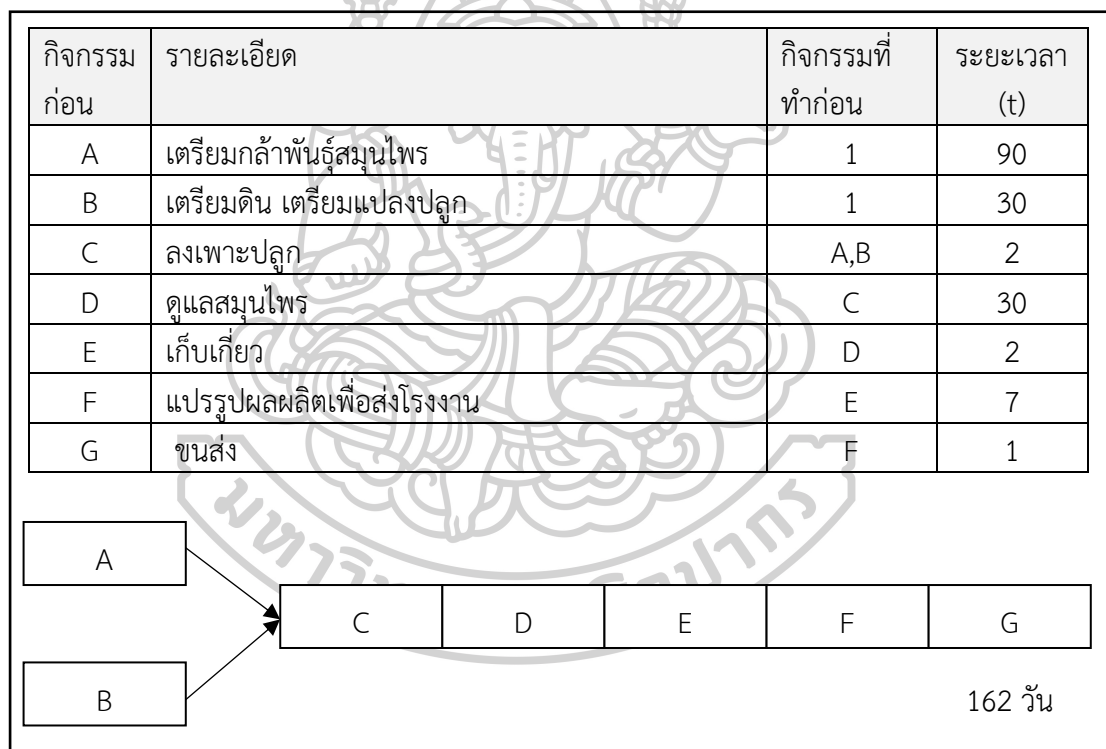 กิจกรรม รายละเอียด กิจกรรมที่ ระยะเวลา
ก่อน ทำก่อน (t)
A เตรียมกล้าพันธุ์สมุนไพร 1 90
B เตรียมดิน เตรียมแปลงปลูก 1 30
C ลงเพาะปลูก A,B 2
D ดูแลสมุนไพร C 30
E เก็บเกี่ยว D 2
F แปรรูปผลผลิตเพื่อส่งโรงงาน E 7
G ขนส่ง F 1
A
C D E F G
B 162 วัน